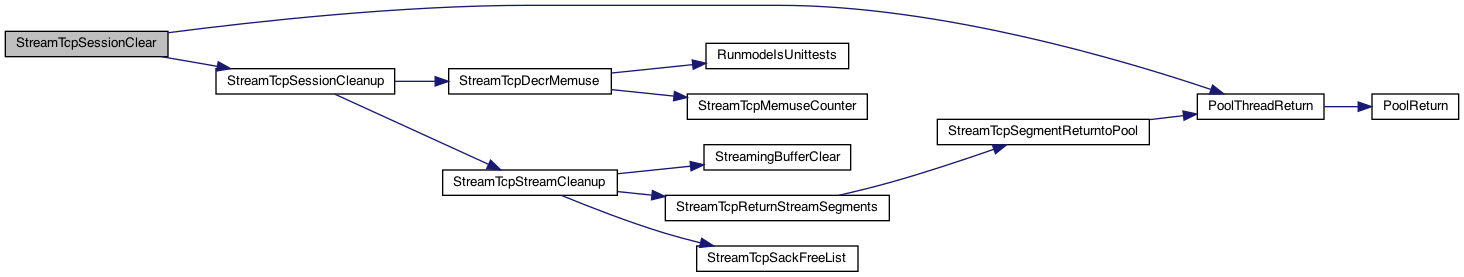 StreamTcpSessionClear
StreamTcpSessionCleanup
StreamTcpDecrMemuse
RunmodeIsUnittests
StreamTcpMemuseCounter
StreamTcpStreamCleanup
StreamingBufferClear
StreamTcpReturnStreamSegments
StreamTcpSackFreeList
StreamTcpSegmentReturntoPool
PoolThreadReturn
PoolReturn